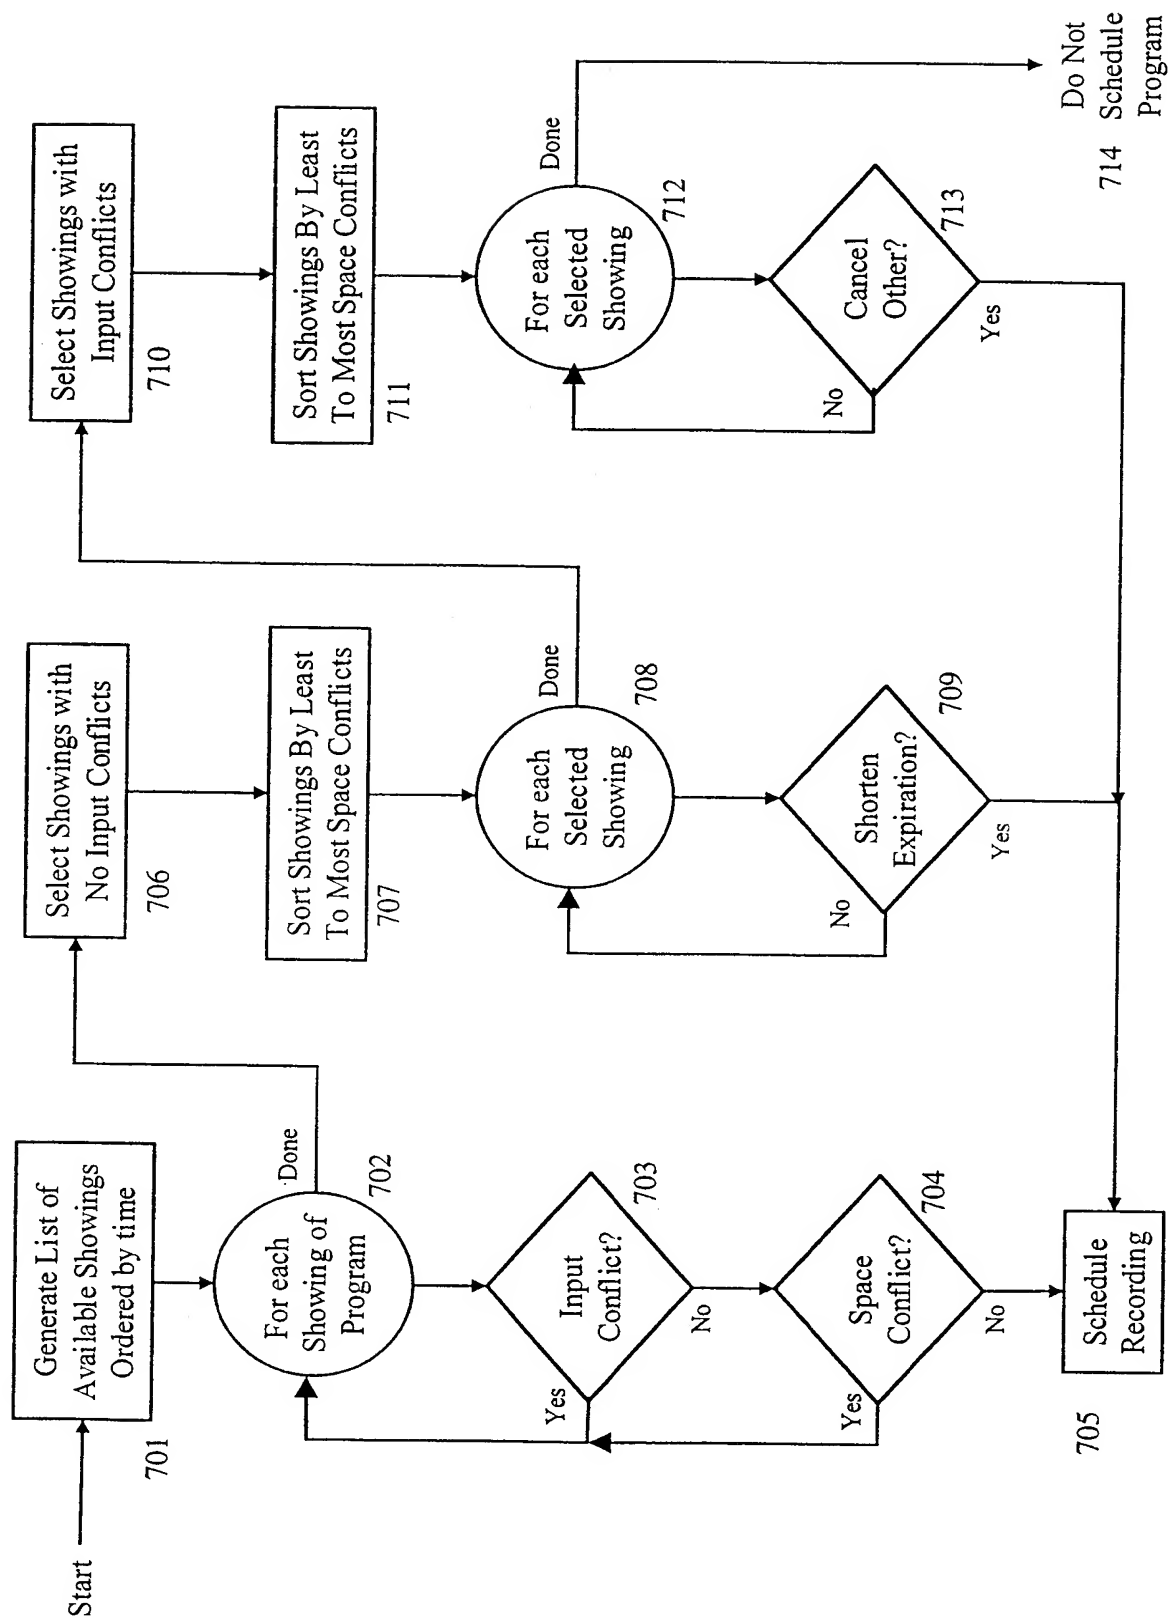 Start
Generate List of
Available Showings
Ordered by time
701
For each
Showing of
Program
702
Done
Input
Conflict?
703
Yes
No
Space
Conflict?
704
Yes
No
Schedule
Recording
705
Select Showings with
No Input Conflicts
706
Sort Showings By Least
To Most Space Conflicts
707
For each
Selected
Showing
708
Done
Shorten
Expiration?
709
No
Yes
Select Showings with
Input Conflicts
710
Sort Showings By Least
To Most Space Conflicts
711
For each
Selected
Showing
712
Done
Cancel
Other?
713
No
Yes
714
Do Not
Schedule
Program